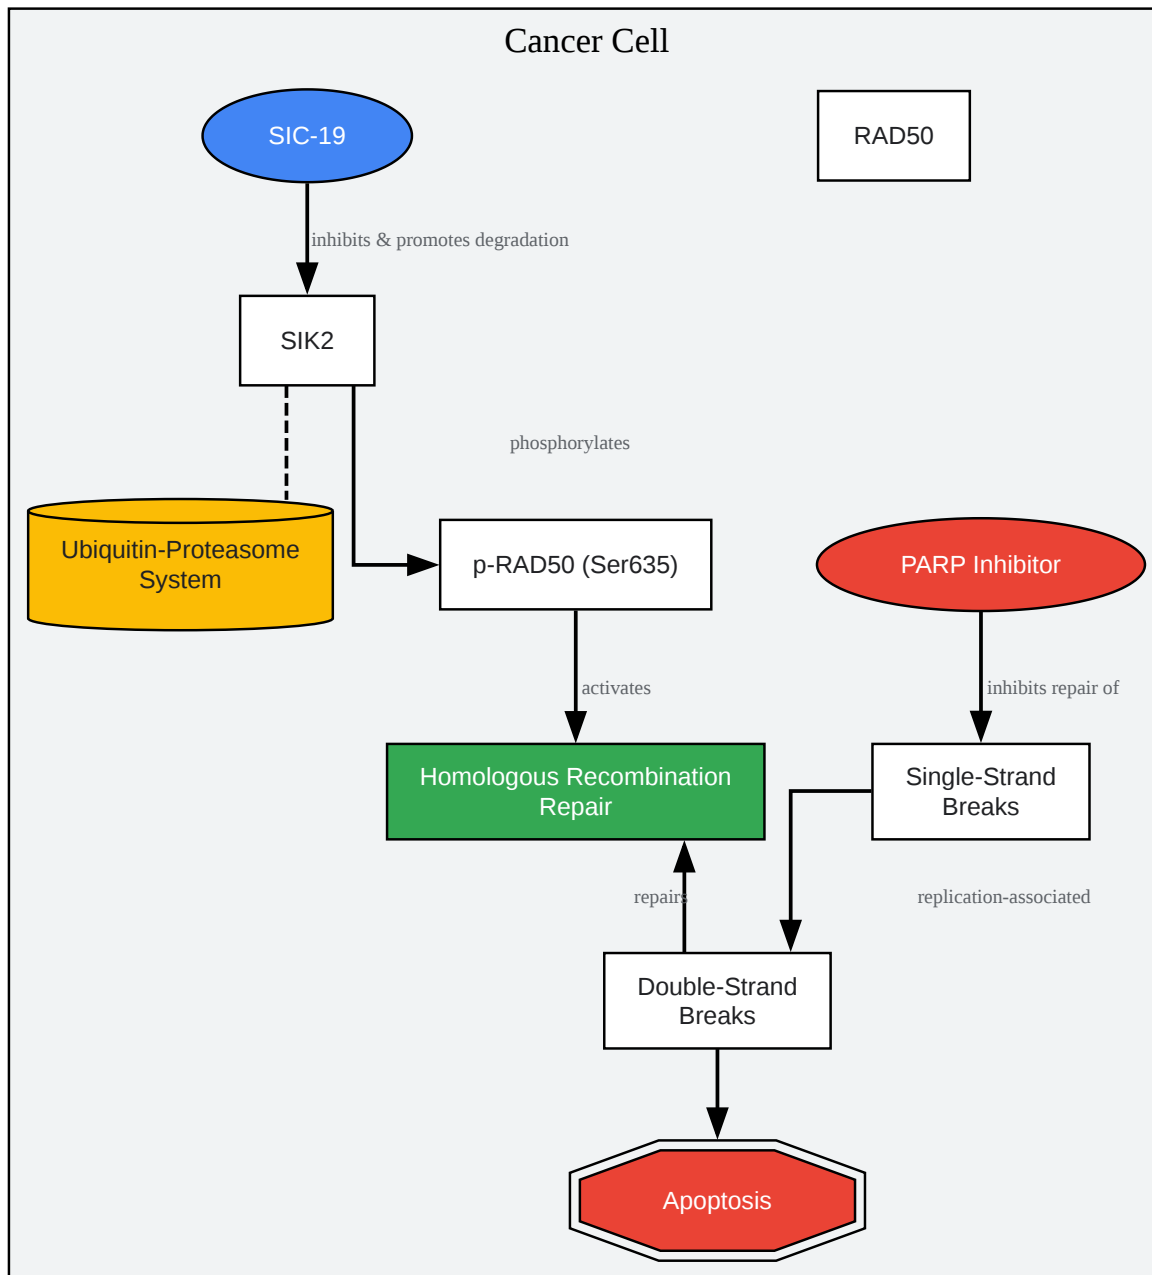 Cancer Cell
SIC-19
RAD50
inhibits & promotes degradation
SIK2
phosphorylates
Ubiquitin-Proteasome
System
p-RAD50 (Ser635)
PARP Inhibitor
activates
inhibits repair of
Homologous Recombination
Repair
Single-Strand
Breaks
repairs
replication-associated
Double-Strand
Breaks
Apoptosis